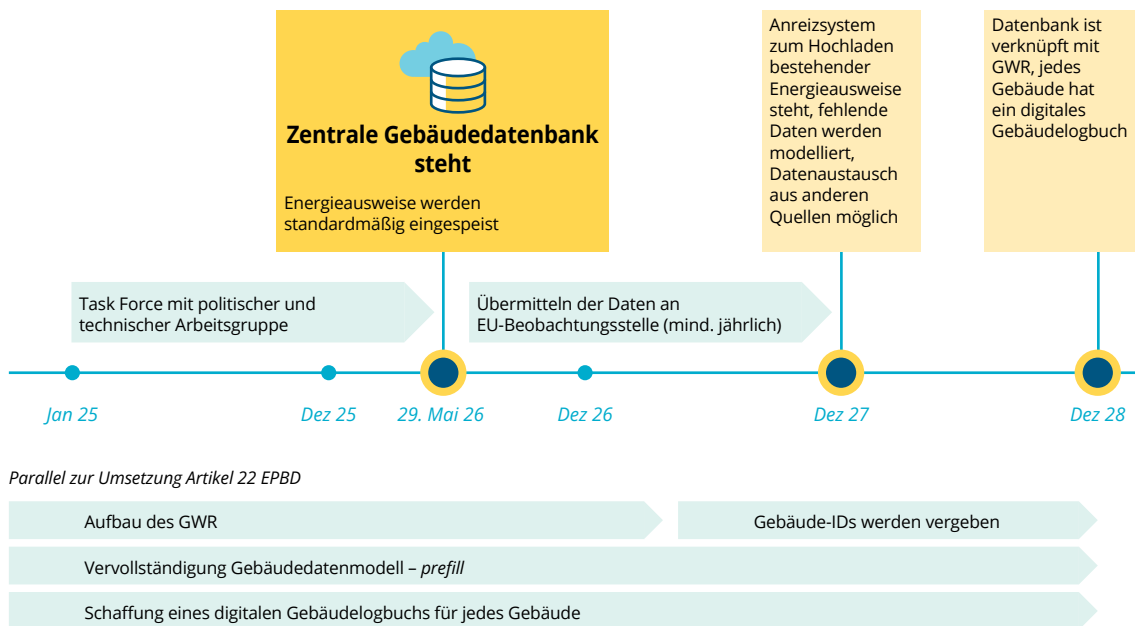 Zentrale Gebäudedatenbank
steht
Energieausweise werden
standardmäßig eingespeist
Anreizsystem
zum Hochladen
bestehender
Energieausweise
steht, fehlende
Daten werden
modelliert,
Datenaustausch
aus anderen
Quellen möglich
Datenbank ist
verknüpft mit
GWR, jedes
Gebäude hat
ein digitales
Gebäudelogbuch
Task Force mit politischer und
technischer Arbeitsgruppe
Übermitteln der Daten an
EU-Beobachtungsstelle (mind. jährlich)
Jan 25
Dez 25
29. Mai 26
Dez 26
Dez 27
Dez 28
Parallel zur Umsetzung Artikel 22 EPBD
Aufbau des GWR
Gebäude-IDs werden vergeben
Vervollständigung Gebäudedatenmodell – prefill
Schaffung eines digitalen Gebäudelogbuchs für jedes Gebäude